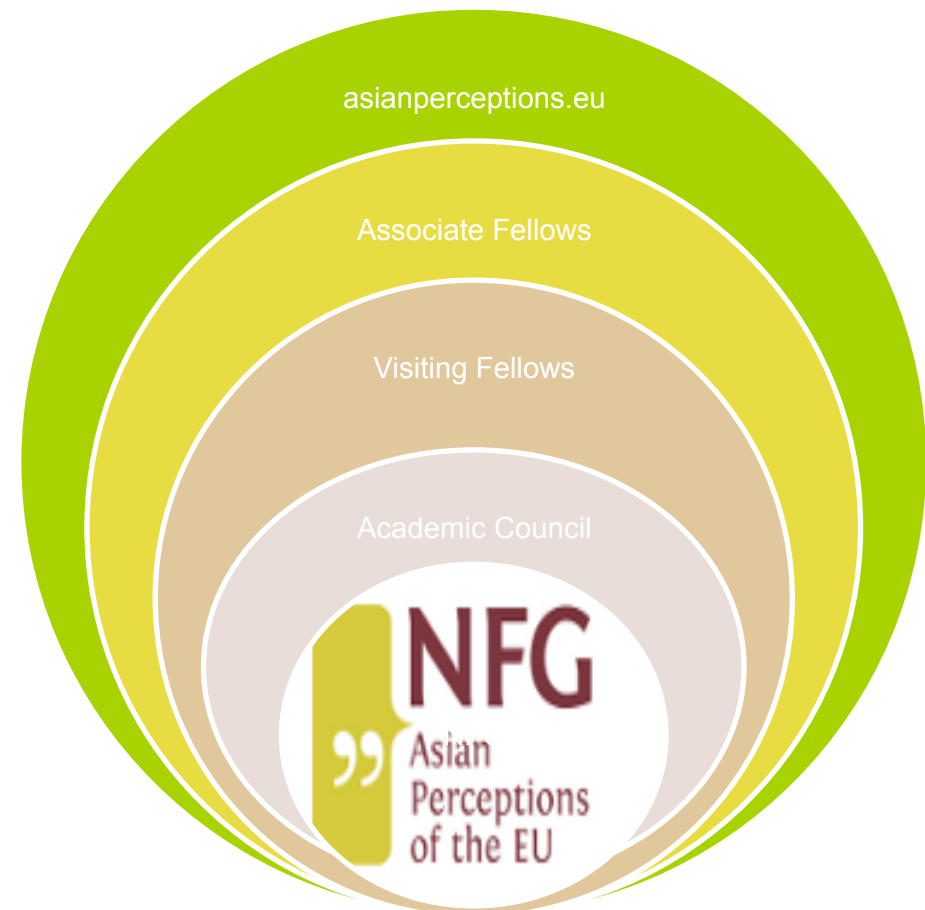 asianperceptions.eu
Associate Fellows
Visiting Fellows
Academic Council
NFG
”
Asian
Perceptions
of the EU